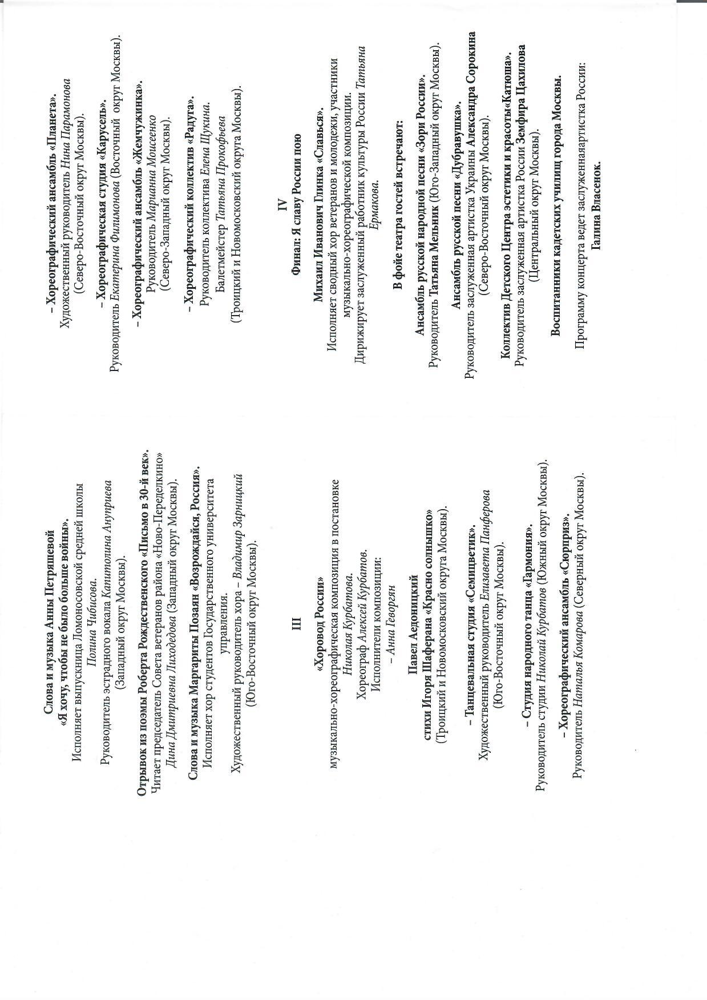 Слова и музыка Анны Петряшевой
«Я хочу, чтобы не было больше войны».
Исполняет выпускница Ломоносовской средней школы
Полина Чибисова.
Руководитель эстрадного вокала Капитолина Ануприева
(Западный округ Москвы).
Отрывок из поэмы Роберта Рождественского «Письмо в 30-й век».
Читает председатель Совета ветеранов района «Ново-Переделкино»
Дина Дмитриевна Лиходедова (Западный округ Москвы).
Слова и музыка Маргариты Позаян «Возрождайся, Россия».
Исполняет хор студентов Государственного университета
управления.
Художественный руководитель хора – Владимир Зарницкий
(Юго-Восточный округ Москвы).
III
«Хоровод России»
музыкально-хореографическая композиция в постановке
Николая Курбатова.
Хореограф Алексей Курбатов.
Исполнители композиции:
– Анна Геворгян
Павел Аедоницкий
стихи Игоря Шаферана «Красно солнышко»
(Троицкий и Новомосковский округа Москвы).
– Танцевальная студия «Семицветик».
Художественный руководитель Елизавета Панферова
(Юго-Восточный округ Москвы).
– Студия народного танца «Гармония».
Руководитель студии Николай Курбатов (Южный округ Москвы).
– Хореографический ансамбль «Сюрприз».
Руководитель Наталья Комарова (Северный округ Москвы).
– Хореографический ансамбль «Планета».
Художественный руководитель Нина Парамонова
(Северо-Восточный округ Москвы).
– Хореографическая студия «Карусель».
Руководитель Екатерина Филимонова (Восточный округ Москвы).
– Хореографический ансамбль «Жемчужинка».
Руководитель Марианна Моисеенко
(Северо-Западный округ Москвы).
– Хореографический коллектив «Радуга».
Руководитель коллектива Елена Щукина.
Балетмейстер Татьяна Прокофьева
(Троицкий и Новомосковский округа Москвы).
IV
Финал: Я славу России пою
Михаил Иванович Глинка «Славься».
Исполняет сводный хор ветеранов и молодежи, участники
музыкально-хореографической композиции.
Дирижирует заслуженный работник культуры России Татьяна
Ермакова.
В фойе театра гостей встречают:
Ансамбль русской народной песни «Зори России».
Руководитель Татьяна Мельник (Юго-Западный округ Москвы).
Ансамбль русской песни «Дубравушка».
Руководитель заслуженная артистка Украины Александра Сорокина
(Северо-Восточный округ Москвы).
Коллектив Детского Центра эстетики и красоты«Катюша».
Руководитель заслуженная артистка России Земфира Цахилова
(Центральный округ Москвы).
Воспитанники кадетских училищ города Москвы.
Программу концерта ведет заслуженнаяартистка России:
Галина Власенок.